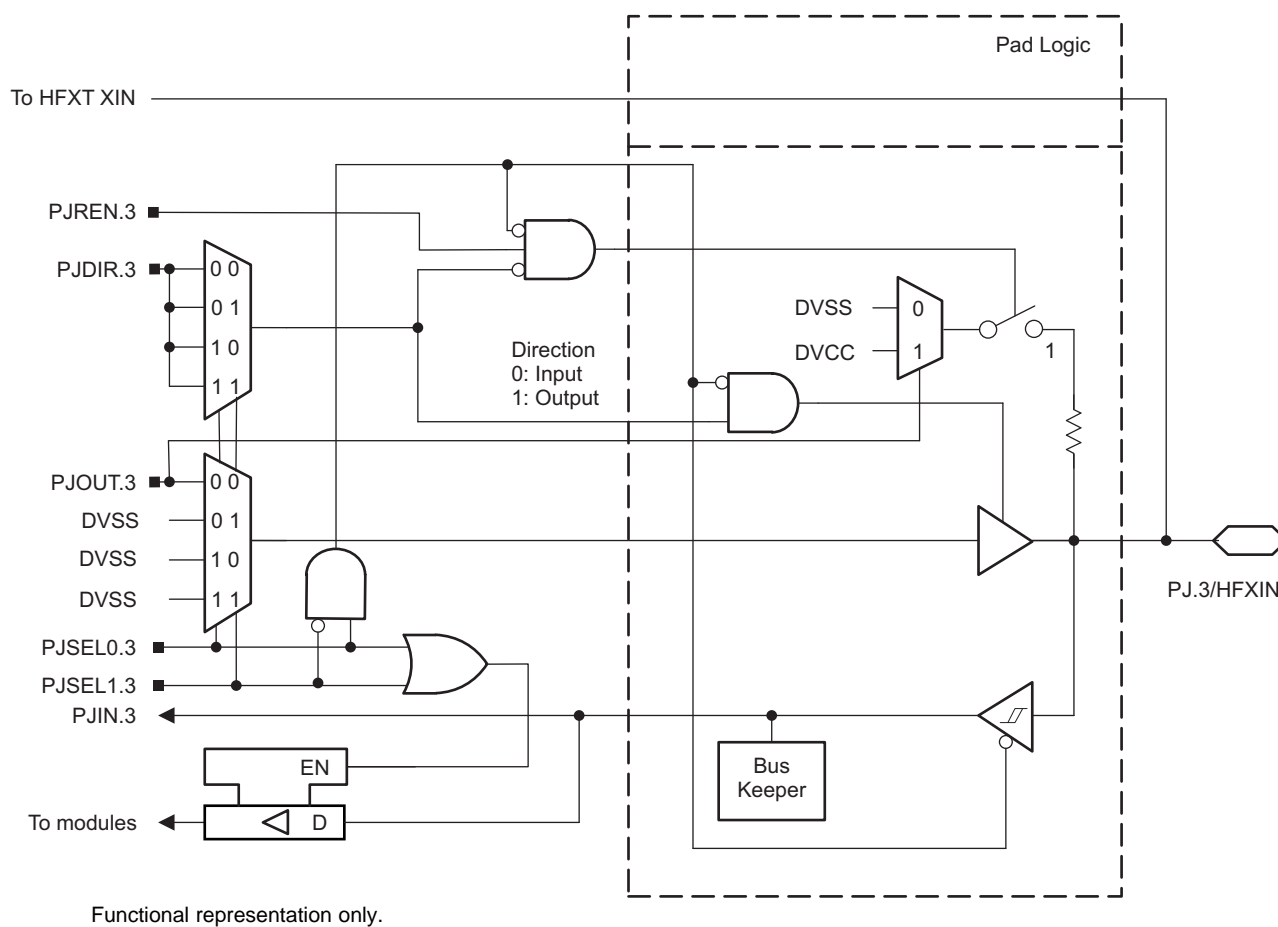 Pad Logic
To HFXT XIN
PJREN.3
PJDIR.3
0 0
0 1
1 0
1 1
DVSS
0
DVCC
1
1
Direction
0: Input
1: Output
PJOUT.3
0 0
DVSS
0 1
DVSS
1 0
DVSS
1 1
PJ.3/HFXIN
PJSEL0.3
PJSEL1.3
PJIN.3
EN
Bus
Keeper
To modules
D
Functional representation only.